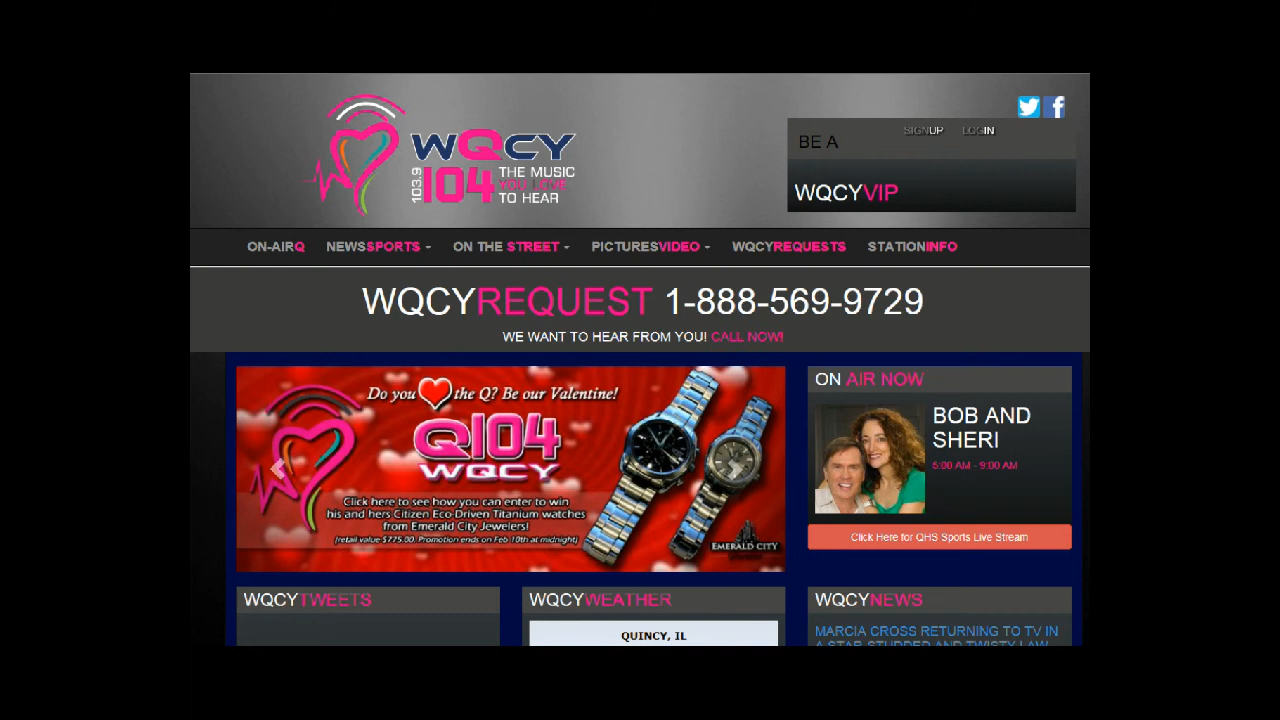 WQCY
103.9 104 THE MUSIC
YOU LOVE
TO HEAR
SIGNUP LOGIN
BE A
WQCYVIP
ON-AIRQ NEWSSPORTS ON THE STREET PICTURESVIDEO WQCYREQUESTS STATIONINFO
WQCYREQUEST 1-888-569-9729
WE WANT TO HEAR FROM YOU! CALL NOW!
Do you the Q? Be our Valentine!
Q104
WQCY
Click here to see how you can enter to win
his and hers Citizen Eco-Driven Titanium watches
from Emerald City Jewelers!
(retail value $775.00. Promotion ends on Feb 10th at midnight)
EMERALD CITY
ON AIR NOW
BOB AND
SHERI
5:00 AM - 9:00 AM
Click Here for QHS Sports Live Stream
WQCYTWEETS
WQCYWEATHER
QUINCY, IL
WQCYNEWS
MARCIA CROSS RETURNING TO TV IN
A STAR-STUDDED AND TWISTY LAW